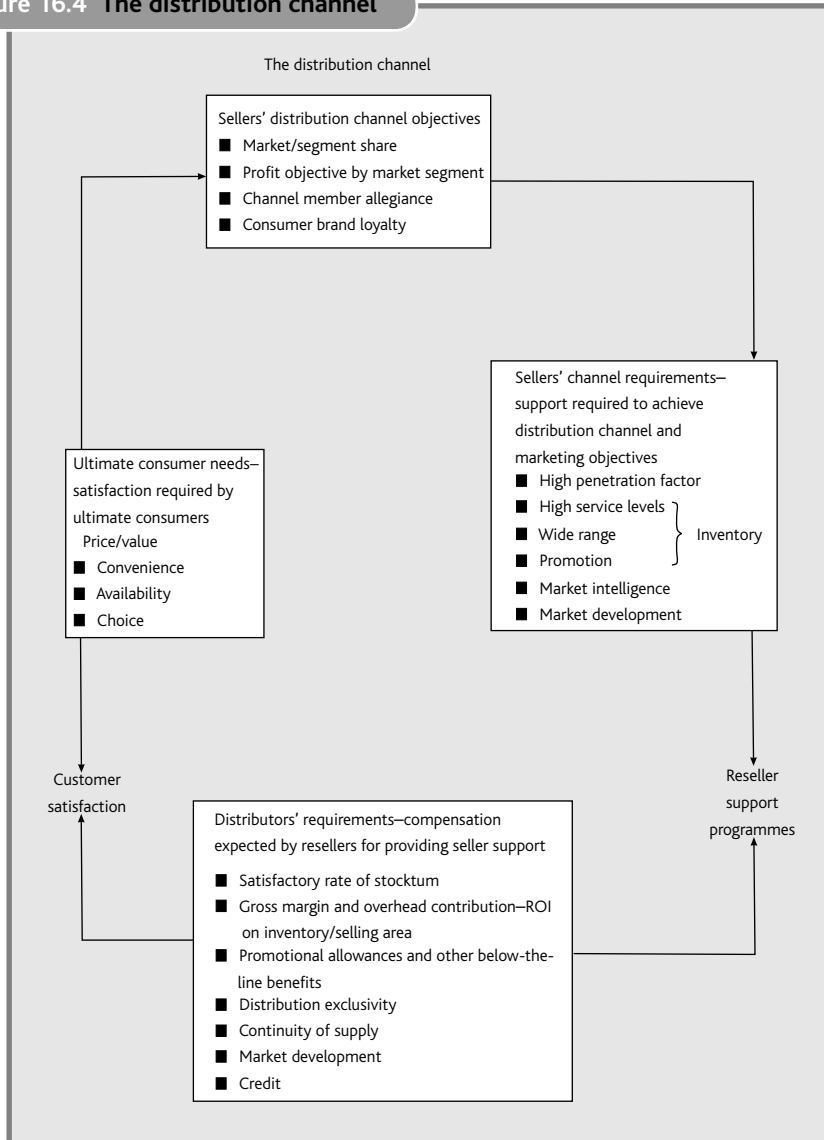 ure 16.4 The distribution channel
The distribution channel
Sellers' distribution channel objectives
■ Market/segment share
■ Profit objective by market segment
■ Channel member allegiance
■ Consumer brand loyalty
Sellers' channel requirements–
support required to achieve
distribution channel and
marketing objectives
■ High penetration factor
■ High service levels
■ Wide range
■ Promotion
Inventory
■ Market intelligence
■ Market development
Ultimate consumer needs–
satisfaction required by
ultimate consumers
Price/value
■ Convenience
■ Availability
■ Choice
Customer
satisfaction
Reseller
support
programmes
Distributors' requirements—compensation
expected by resellers for providing seller support
■ Satisfactory rate of stocktum
■ Gross margin and overhead contribution—ROI
on inventory/selling area
■ Promotional allowances and other below-the-
line benefits
■ Distribution exclusivity
■ Continuity of supply
■ Market development
■ Credit